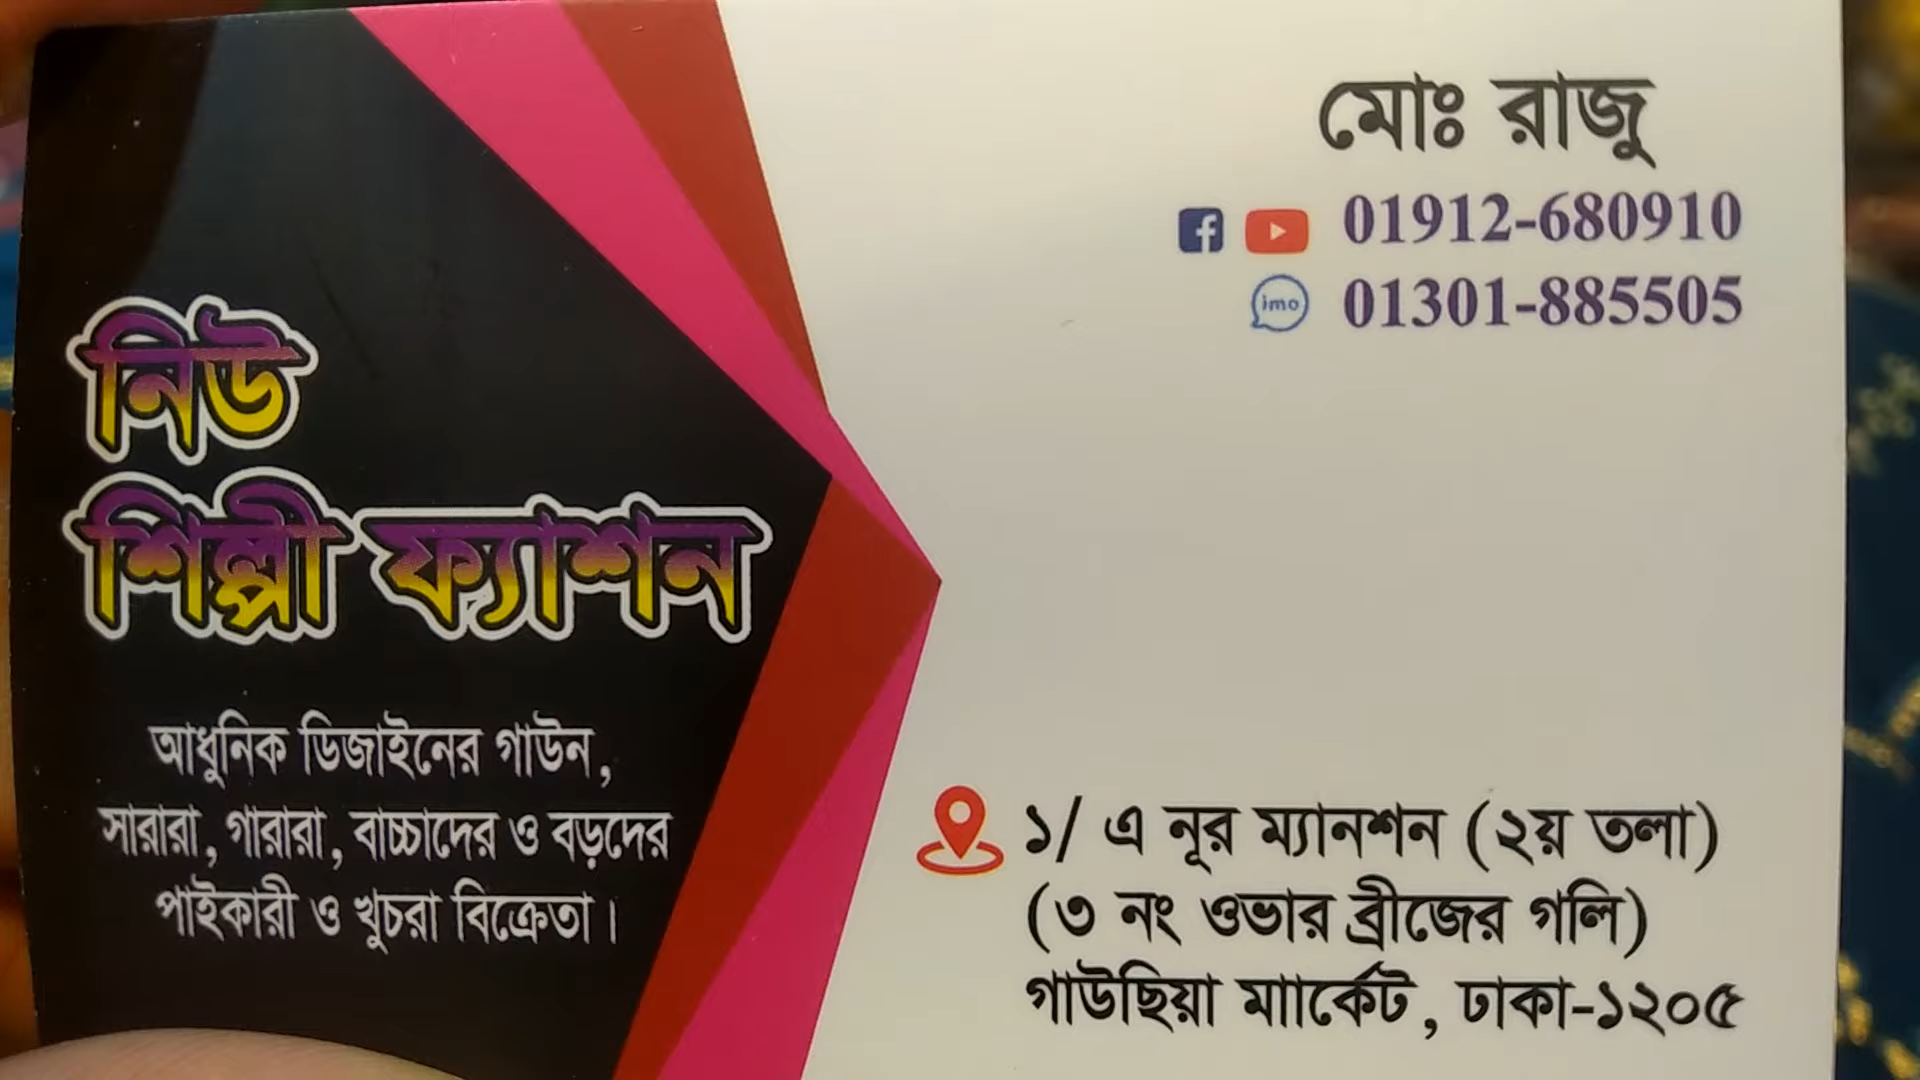 নিউ
শিল্পী ফ্যাশন
আধুনিক ডিজাইনের গাউন,
সারারা, গারারা, বাচ্চাদের ও বড়দের
পাইকারী ও খুচরা বিক্রেতা।
মোঃ রাজু
01912-680910
imo 01301-885505
১/ এ নূর ম্যানশন (২য় তলা)
(৩ নং ওভার ব্রীজের গলি)
গাউছিয়া মাার্কেট, ঢাকা-১২০৫